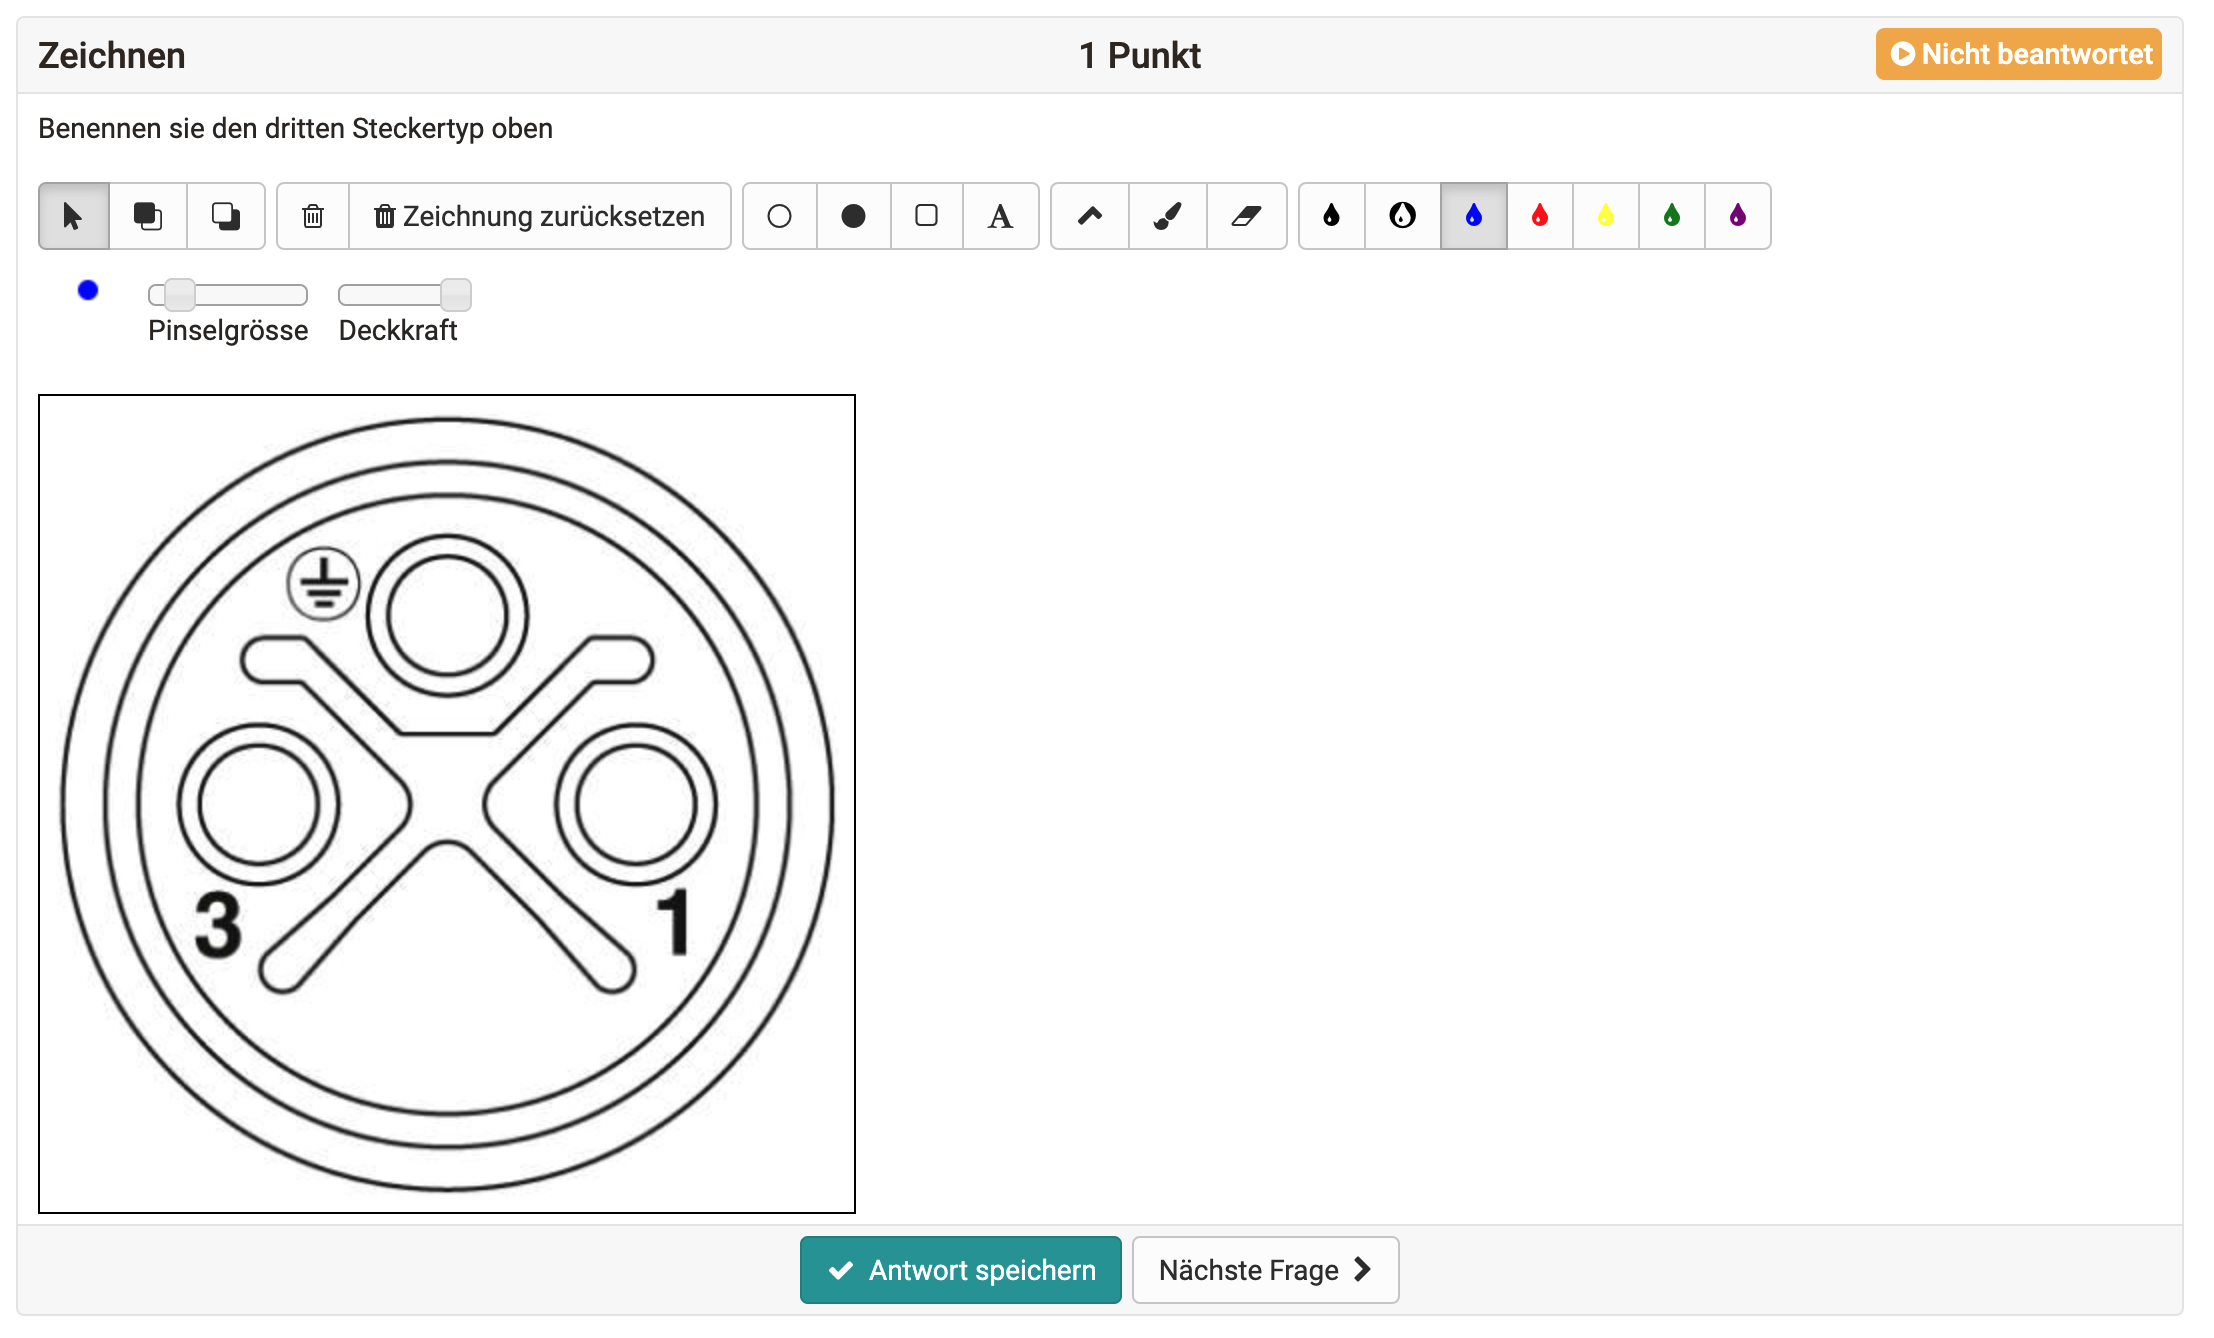 Zeichnen
1 Punkt
Nicht beantwortet
Benennen sie den dritten Steckertyp oben
Zeichnung zurücksetzen
A
Pinselgrösse
Deckkraft
3
1
Antwort speichern
Nächste Frage